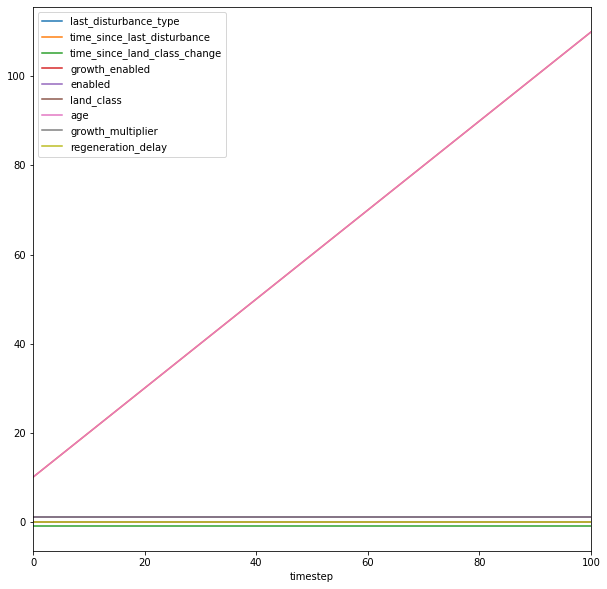 last_disturbance_type
time_since_last_disturbance
time_since_land_class_change
growth_enabled
enabled
land_class
age
growth_multiplier
regeneration_delay
100
80
60
40
20
0
0 20 40 60 80 100
timestep